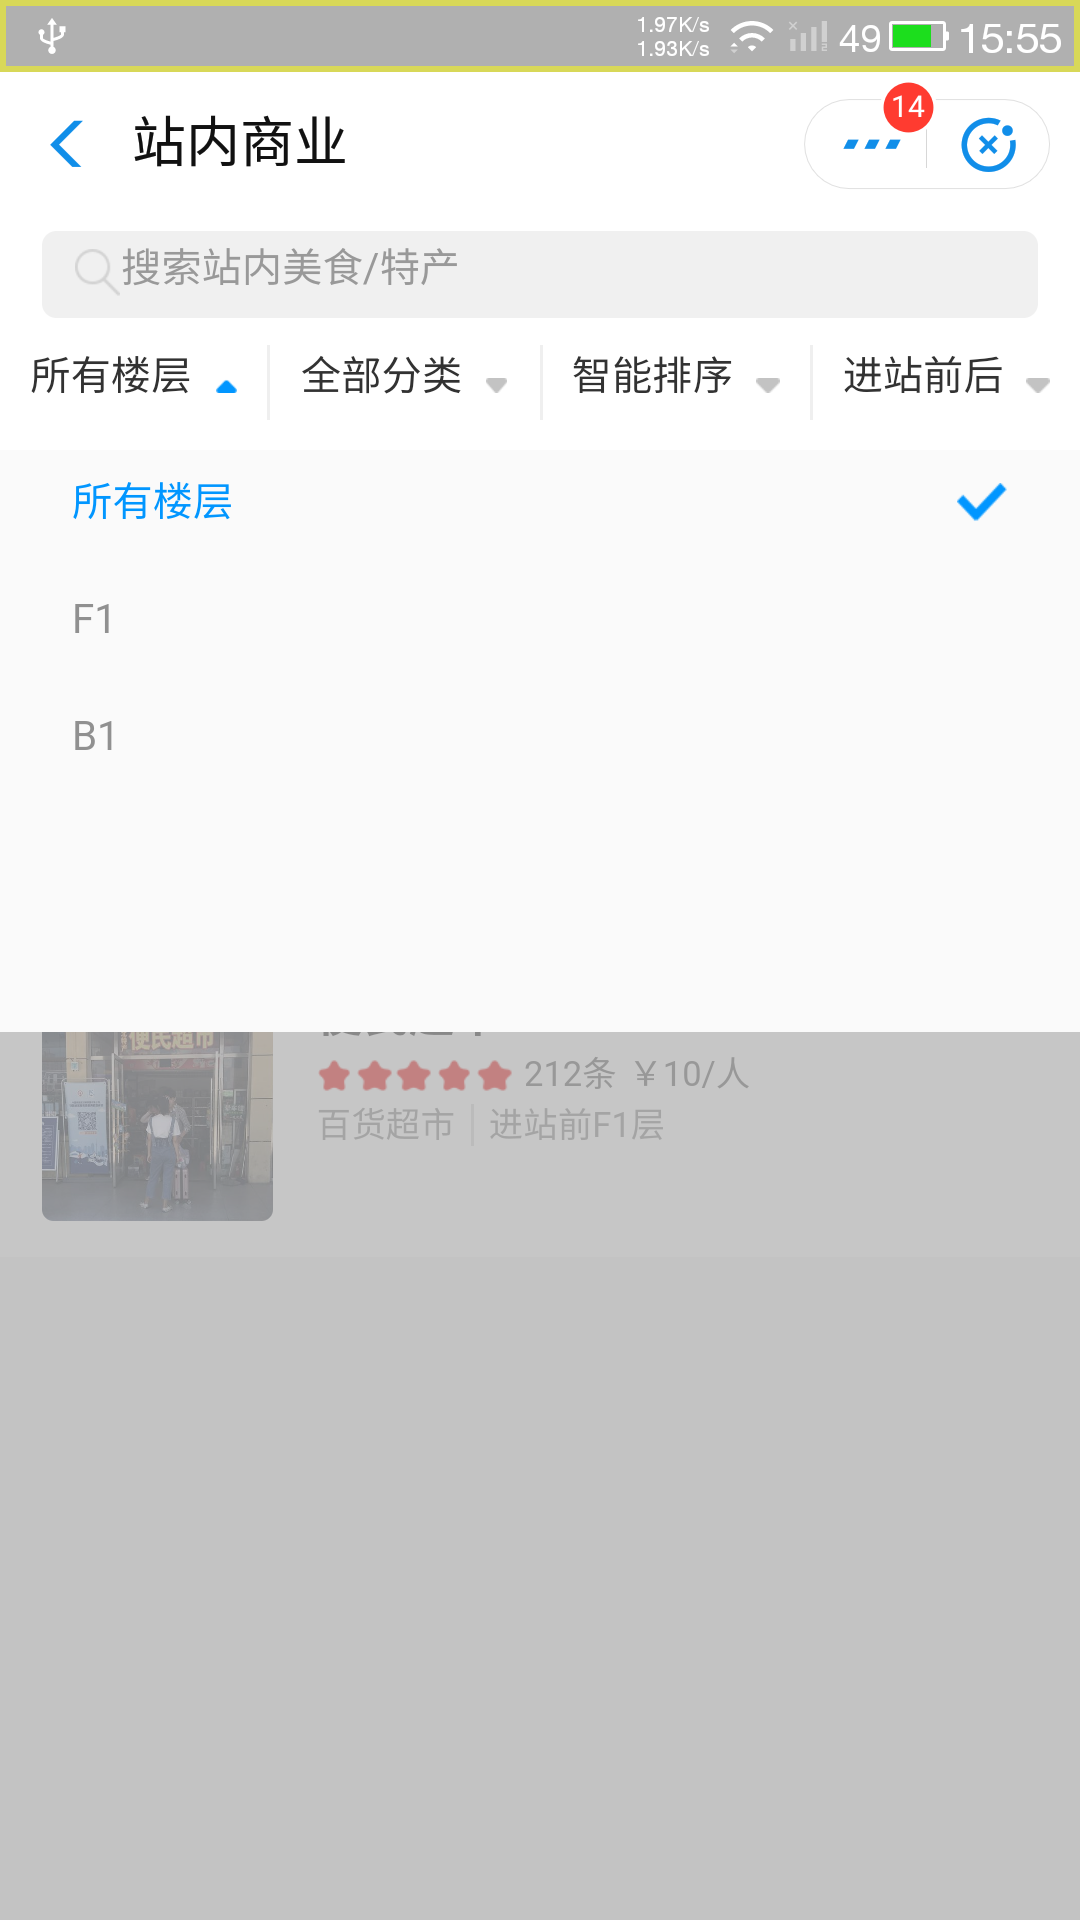 1.97K/s
1.93K/s
49
15:55
站内商业
14
搜索站内美食/特产
所有楼层
全部分类
智能排序
进站前后
所有楼层
F1
B1
便民超市
212条 ￥10/人
百货超市 进站前F1层